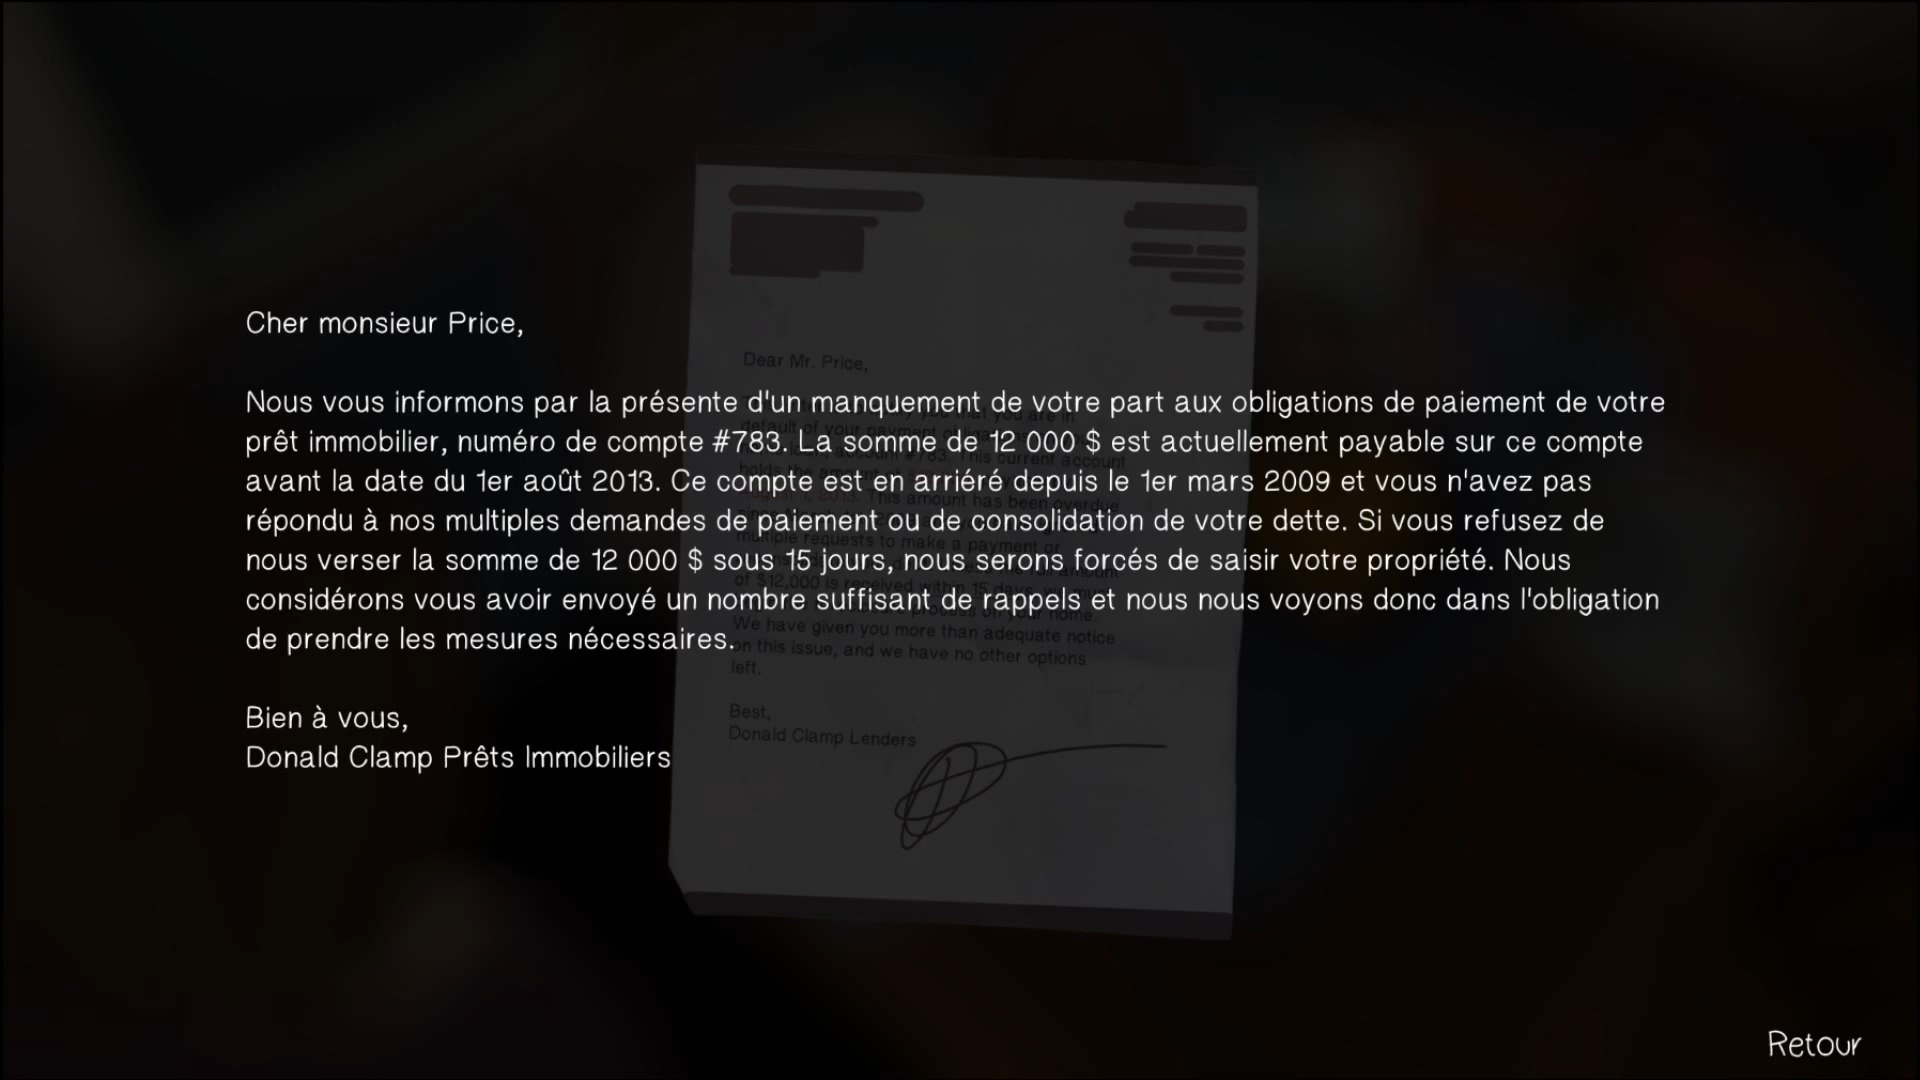 Cher monsieur Price,
Nous vous informons par la présente d'un manquement de votre part aux obligations de paiement de votre
prêt immobilier, numéro de compte #783. La somme de 12 000 $ est actuellement payable sur ce compte
avant la date du 1er août 2013. Ce compte est en arriéré depuis le 1er mars 2009 et vous n'avez pas
répondu à nos multiples demandes de paiement ou de consolidation de votre dette. Si vous refusez de
nous verser la somme de 12 000 $ sous 15 jours, nous serons forcés de saisir votre propriété. Nous
considérons vous avoir envoyé un nombre suffisant de rappels et nous nous voyons donc dans l'obligation
de prendre les mesures nécessaires.
Bien à vous,
Donald Clamp Prêts Immobiliers
Dear Mr. Price,
We have given you more than adequate notice
on this issue, and we have no other options
left.
Best,
Donald Clamp Lenders
Retour